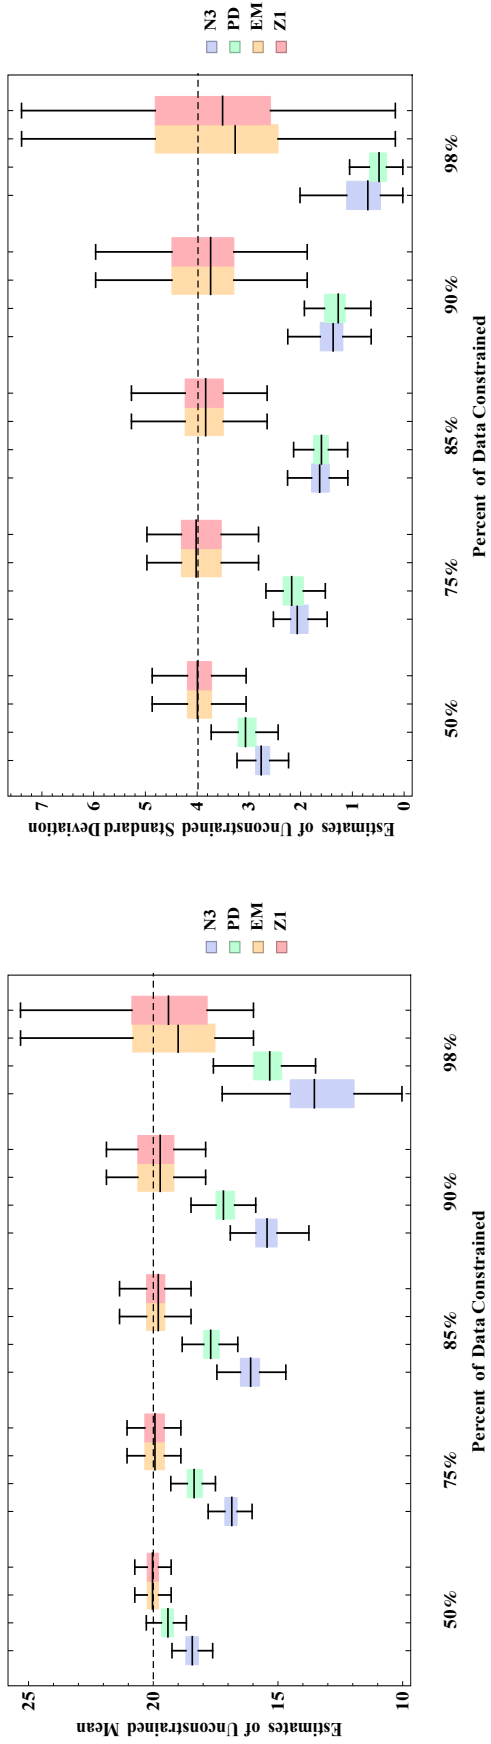 Estimates of Unconstrained Mean
25
20
15
10
50%
75%
85%
90%
98%
Percent of Data Constrained
N3
PD
EM
Z1
Estimates of Unconstrained Standard Deviation
7
6
5
4
3
2
1
0
50%
75%
85%
90%
98%
Percent of Data Constrained
N3
PD
EM
Z1